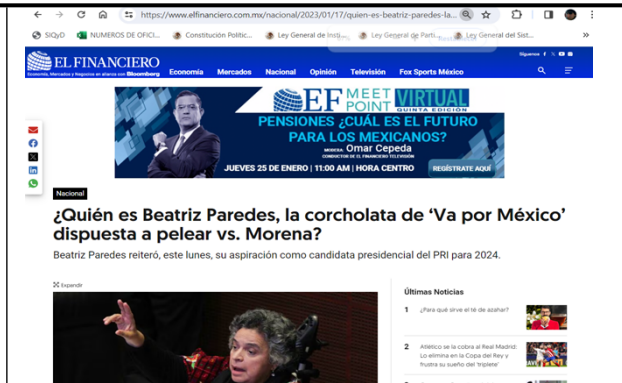 https://www.elfinanciero.com.mx/nacional/2023/01/17/quien-es-beatriz-paredes-la...
SIQyD NUMEROS DE OFICI... Constitución Politic... Ley General de Insti... Ley General de Parti... Ley General del Sist...
Síguenos
EL FINANCIERO
Economía, Mercados y Negocios en alianza con Bloomberg
Economía Mercados Nacional Opinión Televisión Fox Sports México
EF MEET POINT VIRTUAL
QUINTA EDICIÓN
PENSIONES ¿CUÁL ES EL FUTURO
PARA LOS MEXICANOS?
MODERA: Omar Cepeda
CONDUCTOR DE EL FINANCIERO TELEVISIÓN
JUEVES 25 DE ENERO | 11:00 AM | HORA CENTRO REGÍSTRATE AQUÍ
Nacional
¿Quién es Beatriz Paredes, la corcholata de ‘Va por México’
dispuesta a pelear vs. Morena?
Beatriz Paredes reiteró, este lunes, su aspiración como candidata presidencial del PRI para 2024.
Expandir
Últimas Noticias
1 ¿Para qué sirve el té de azahar?
2 Atlético se la cobra al Real Madrid:
Lo elimina en la Copa del Rey y
frustra su sueño del ‘triplete’